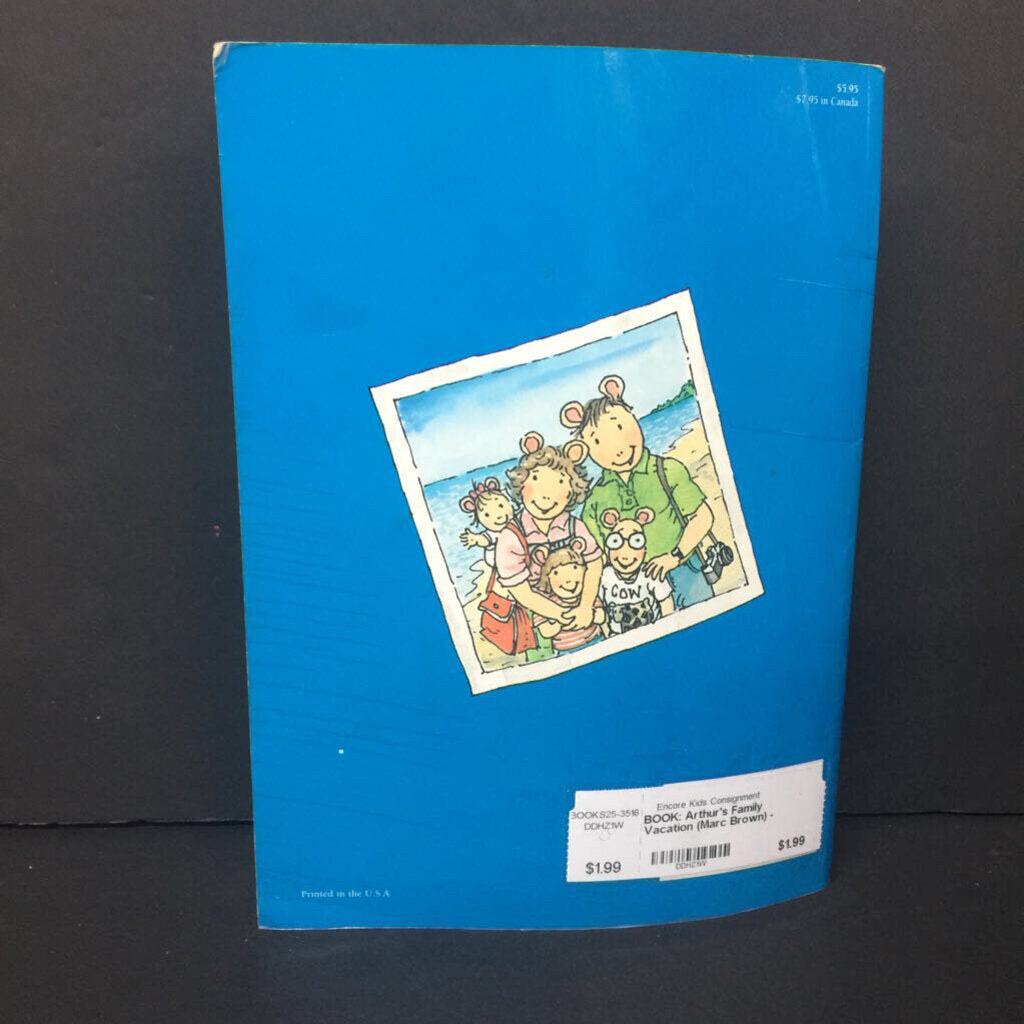 $5.95
$7.95 in Canada
COW
BOOKS25-3516
DDHZ1W
$1.99
Encore Kids Consignment
BOOK: Arthur's Family
Vacation (Marc Brown) -
DDHZ1W
$1.99
Printed in the U.S.A